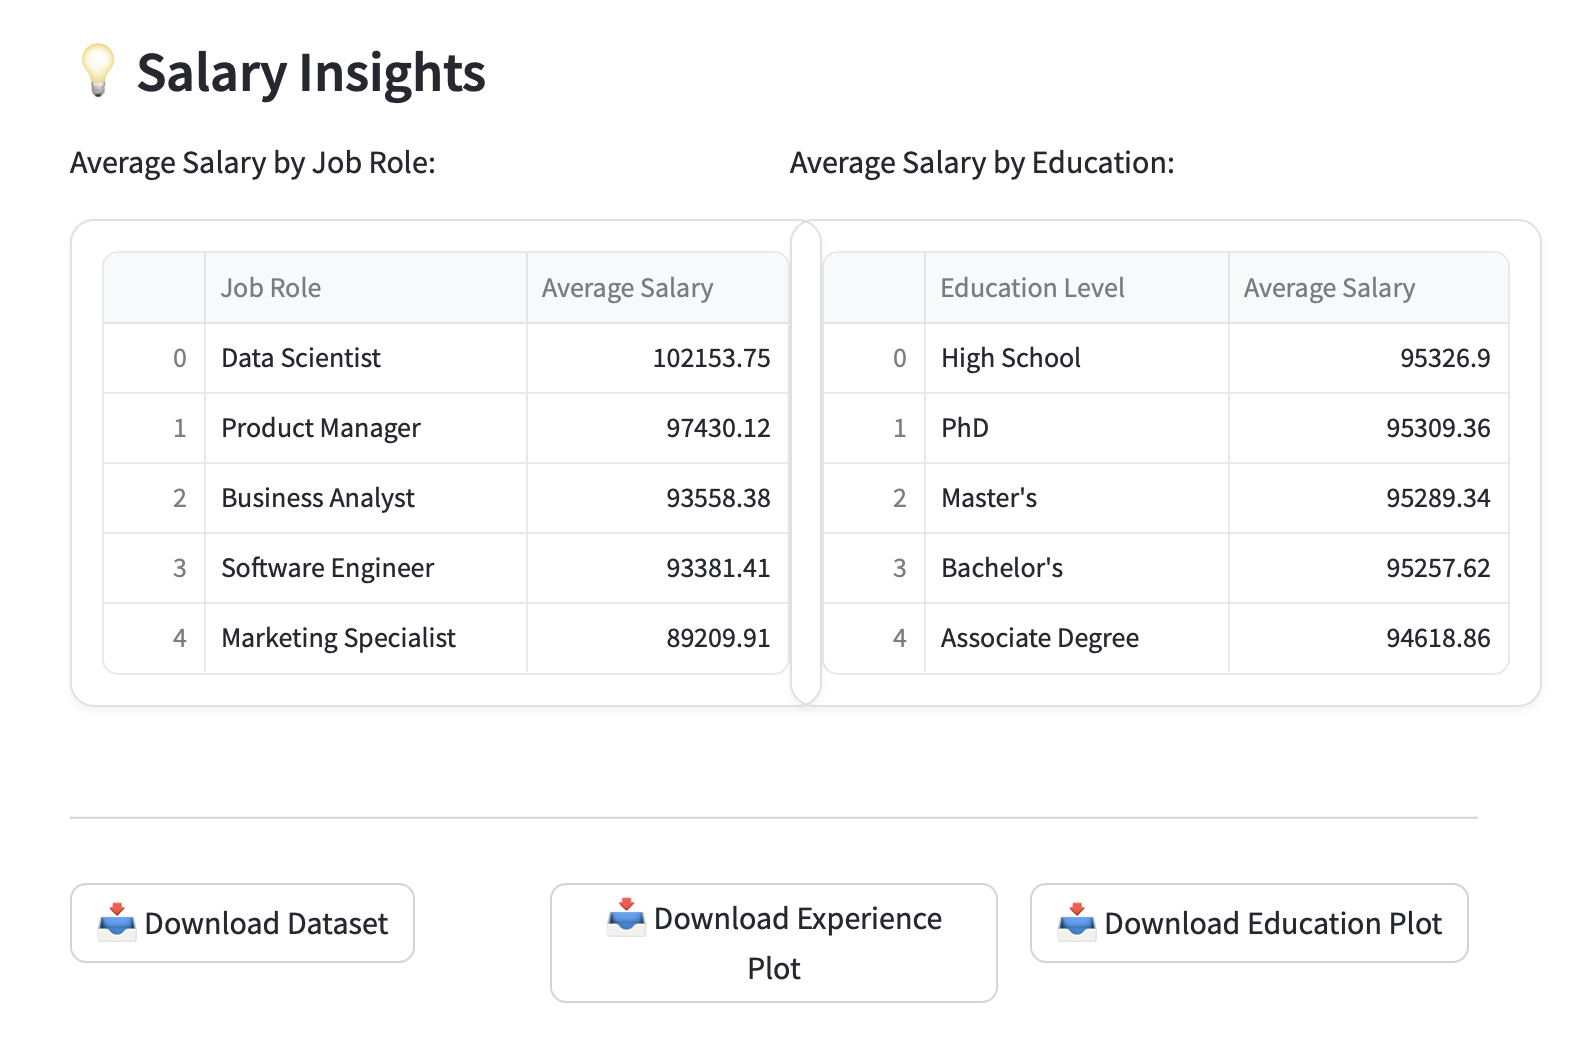 💡 Salary Insights
Average Salary by Job Role:
Job Role Average Salary
0 Data Scientist 102153.75
1 Product Manager 97430.12
2 Business Analyst 93558.38
3 Software Engineer 93381.41
4 Marketing Specialist 89209.91
Average Salary by Education:
Education Level Average Salary
0 High School 95326.9
1 PhD 95309.36
2 Master's 95289.34
3 Bachelor's 95257.62
4 Associate Degree 94618.86
📥 Download Dataset
📥 Download Experience
Plot
📥 Download Education Plot